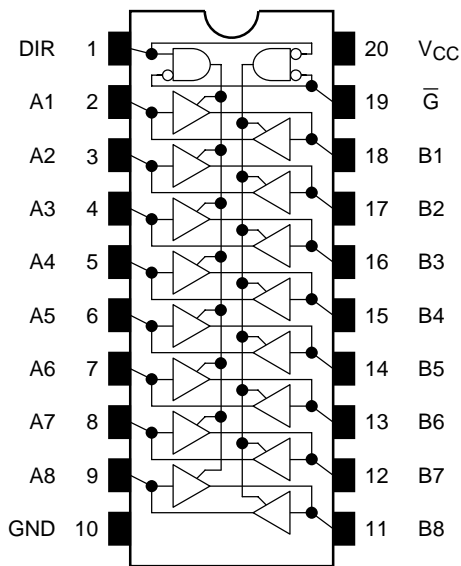 DIR 1 20 VCC
A1 2 19 G̅
A2 3 18 B1
A3 4 17 B2
A4 5 16 B3
A5 6 15 B4
A6 7 14 B5
A7 8 13 B6
A8 9 12 B7
GND 10 11 B8